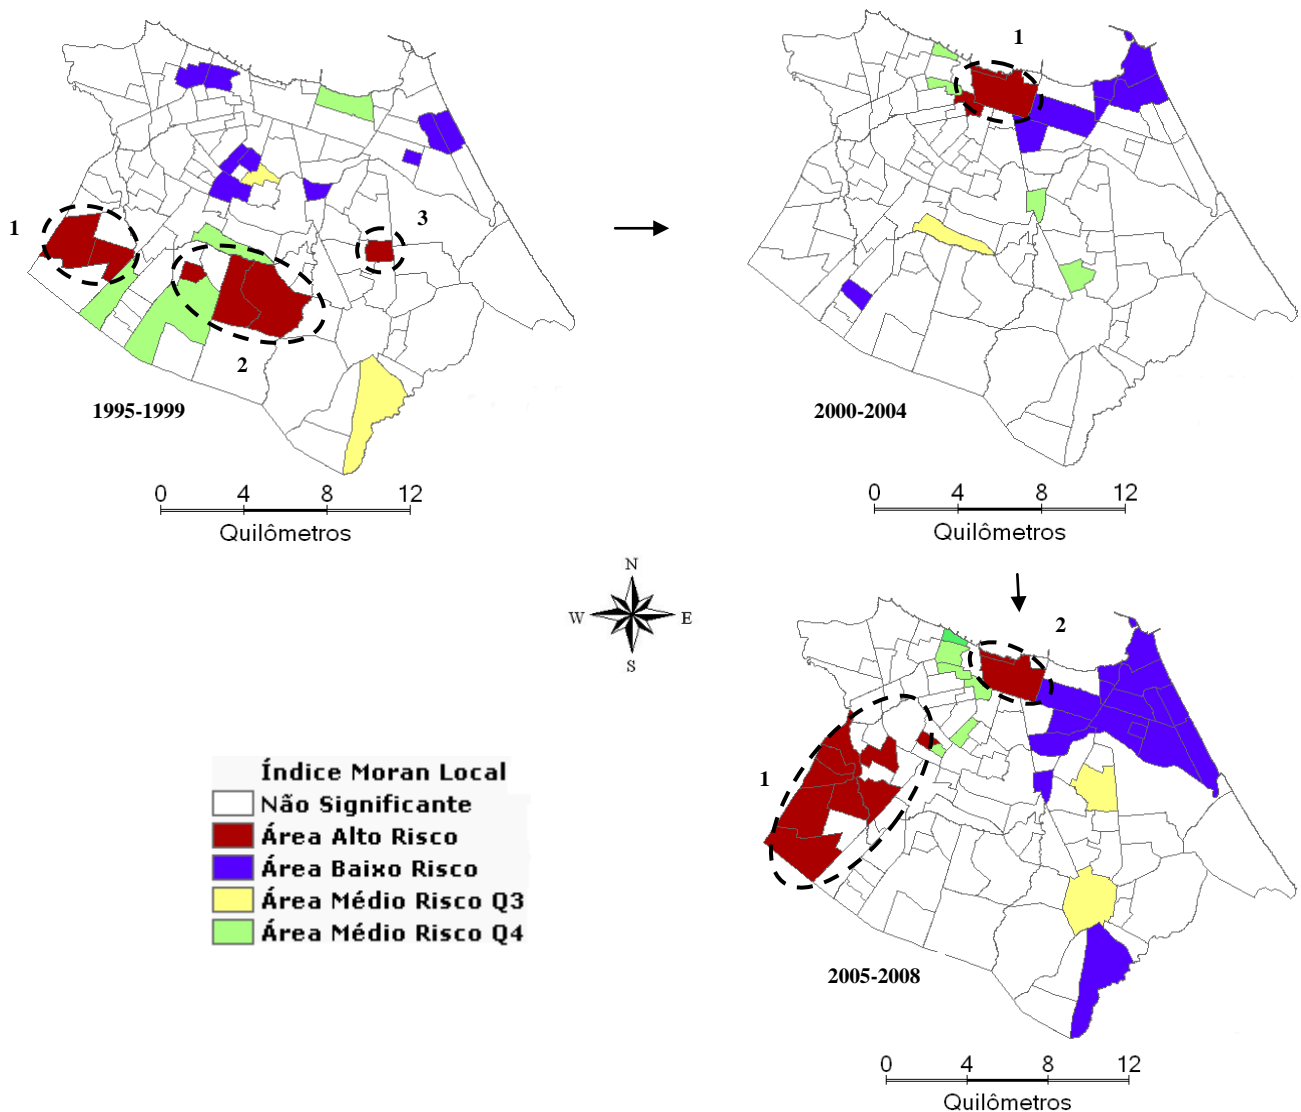 1
1
3
2
1995-1999
2000-2004
0 4 8 12
Quilômetros
0 4 8 12
Quilômetros
N
W E
S
2
1
2005-2008
Índice Moran Local
Não Significante
Área Alto Risco
Área Baixo Risco
Área Médio Risco Q3
Área Médio Risco Q4
0 4 8 12
Quilômetros